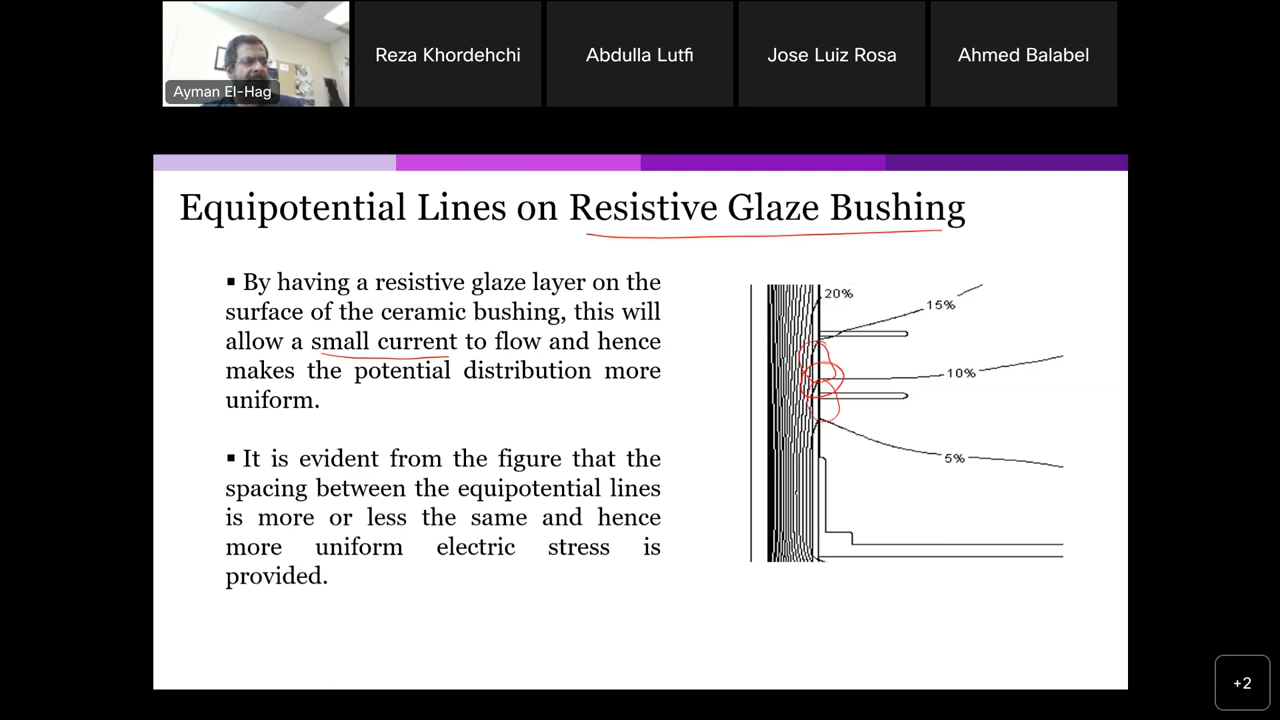 Ayman El-Hag
Reza Khordehchi
Abdulla Lutfi
Jose Luiz Rosa
Ahmed Balabel
Equipotential Lines on Resistive Glaze Bushing
▪ By having a resistive glaze layer on the
surface of the ceramic bushing, this will
allow a small current to flow and hence
makes the potential distribution more
uniform.
▪ It is evident from the figure that the
spacing between the equipotential lines
is more or less the same and hence
more uniform electric stress is
provided.
20%
15%
10%
5%
+2